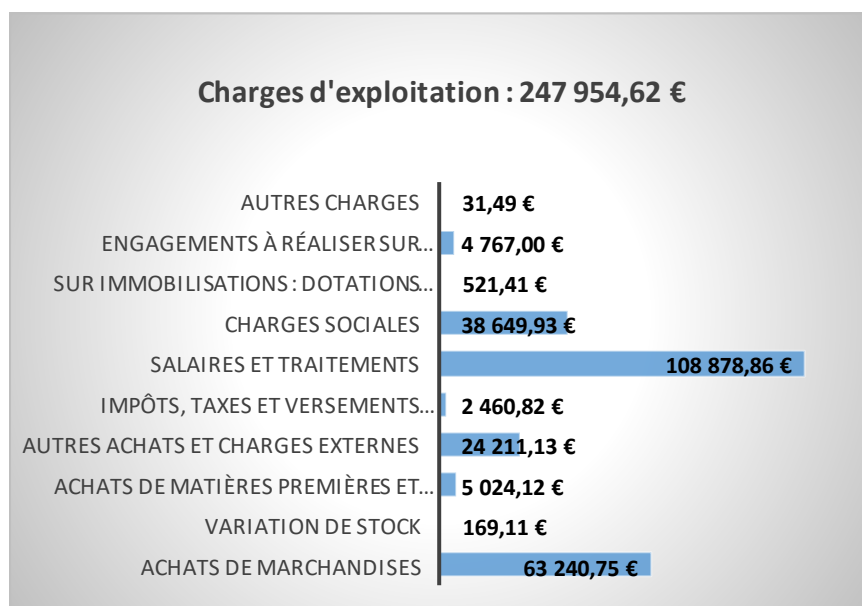 Charges d'exploitation : 247 954,62 €
AUTRES CHARGES 31,49 €
ENGAGEMENTS À RÉALISER SUR… 4 767,00 €
SUR IMMOBILISATIONS : DOTATIONS… 521,41 €
CHARGES SOCIALES 38 649,93 €
SALAIRES ET TRAITEMENTS 108 878,86 €
IMPÔTS, TAXES ET VERSEMENTS… 2 460,82 €
AUTRES ACHATS ET CHARGES EXTERNES 24 211,13 €
ACHATS DE MATIÈRES PREMIÈRES ET… 5 024,12 €
VARIATION DE STOCK 169,11 €
ACHATS DE MARCHANDISES 63 240,75 €